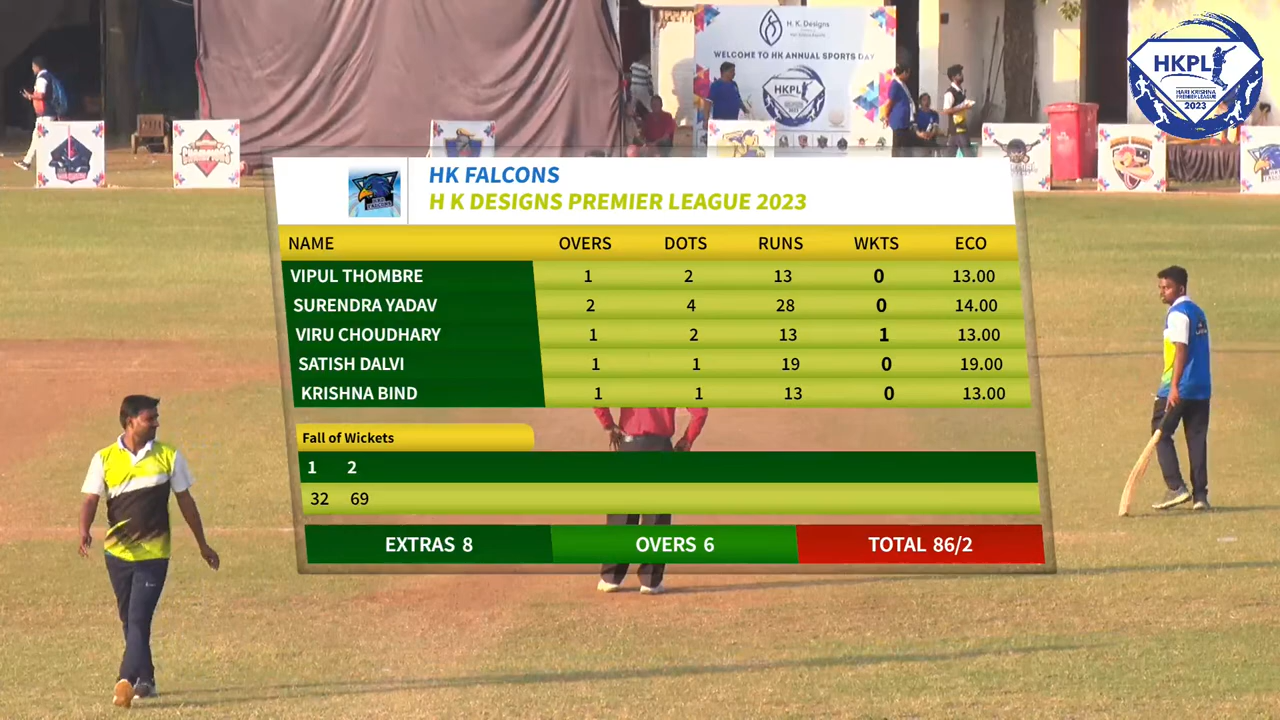 H. K. Designs
WELCOME TO HK ANNUAL SPORTS DAY
HKPL
HKPL
HARI KRISHNA
PREMIER LEAGUE
2023
HK FALCONS
H K DESIGNS PREMIER LEAGUE 2023
NAME OVERS DOTS RUNS WKTS ECO
VIPUL THOMBRE 1 2 13 0 13.00
SURENDRA YADAV 2 4 28 0 14.00
VIRU CHOUDHARY 1 2 13 1 13.00
SATISH DALVI 1 1 19 0 19.00
KRISHNA BIND 1 1 13 0 13.00
Fall of Wickets
1 2
32 69
EXTRAS 8 OVERS 6 TOTAL 86/2